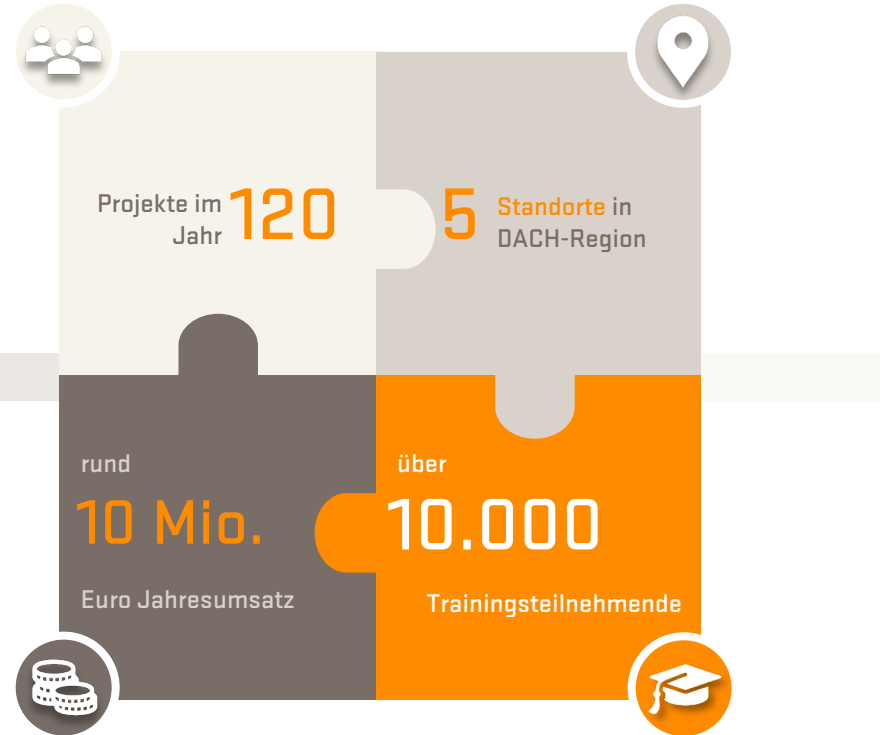 Projekte im 120
Jahr
5 Standorte in
DACH-Region
rund
10 Mio.
Euro Jahresumsatz
über
10.000
Trainingsteilnehmende